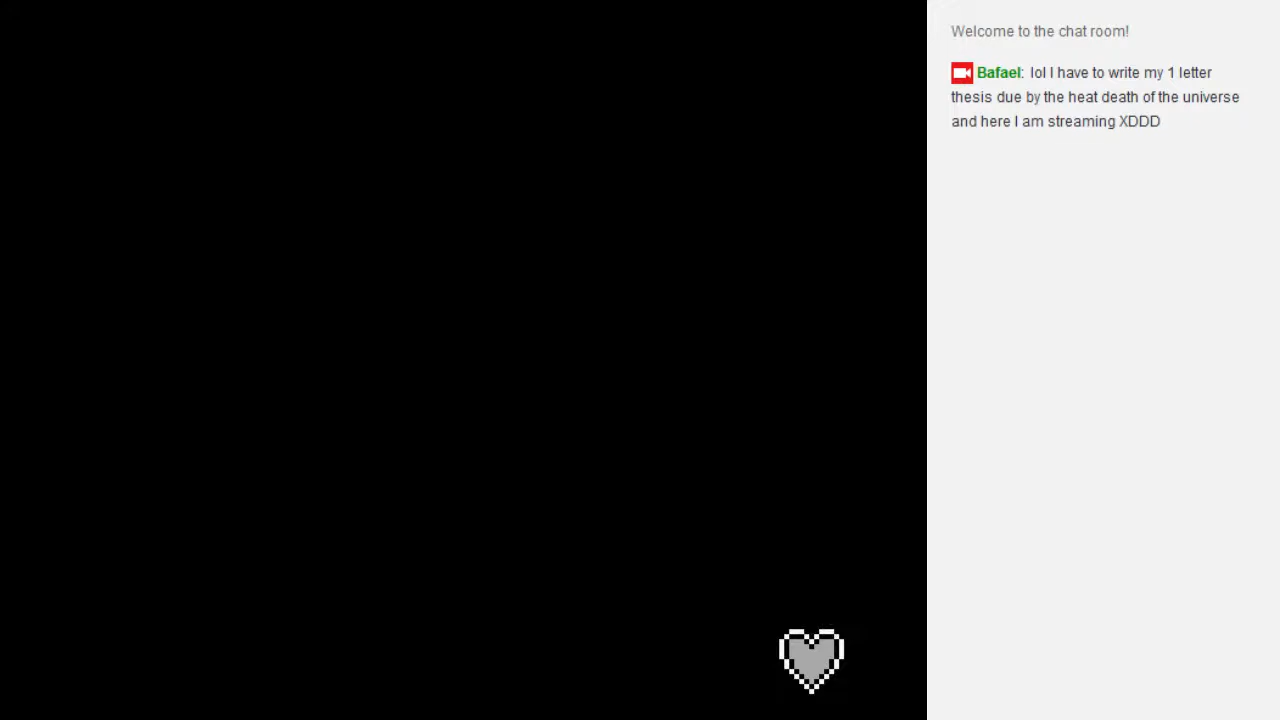 Welcome to the chat room!
Bafael: lol I have to write my 1 letter
thesis due by the heat death of the universe
and here I am streaming XDDD